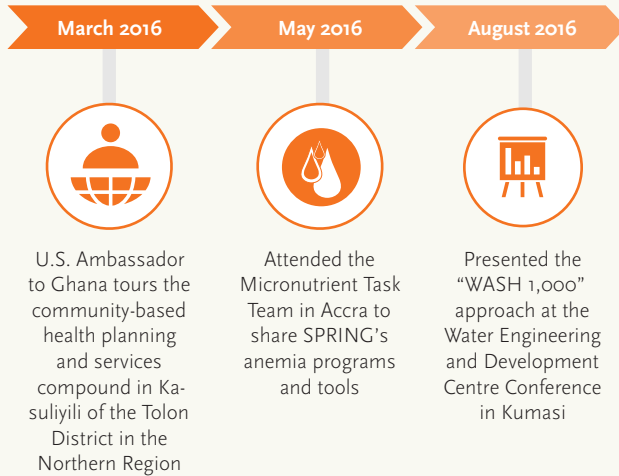 March 2016
May 2016
August 2016
U.S. Ambassador
to Ghana tours the
community-based
health planning
and services
compound in Ka-
suliyili of the Tolon
District in the
Northern Region
Attended the
Micronutrient Task
Team in Accra to
share SPRING’s
anemia programs
and tools
Presented the
“WASH 1,000”
approach at the
Water Engineering
and Development
Centre Conference
in Kumasi